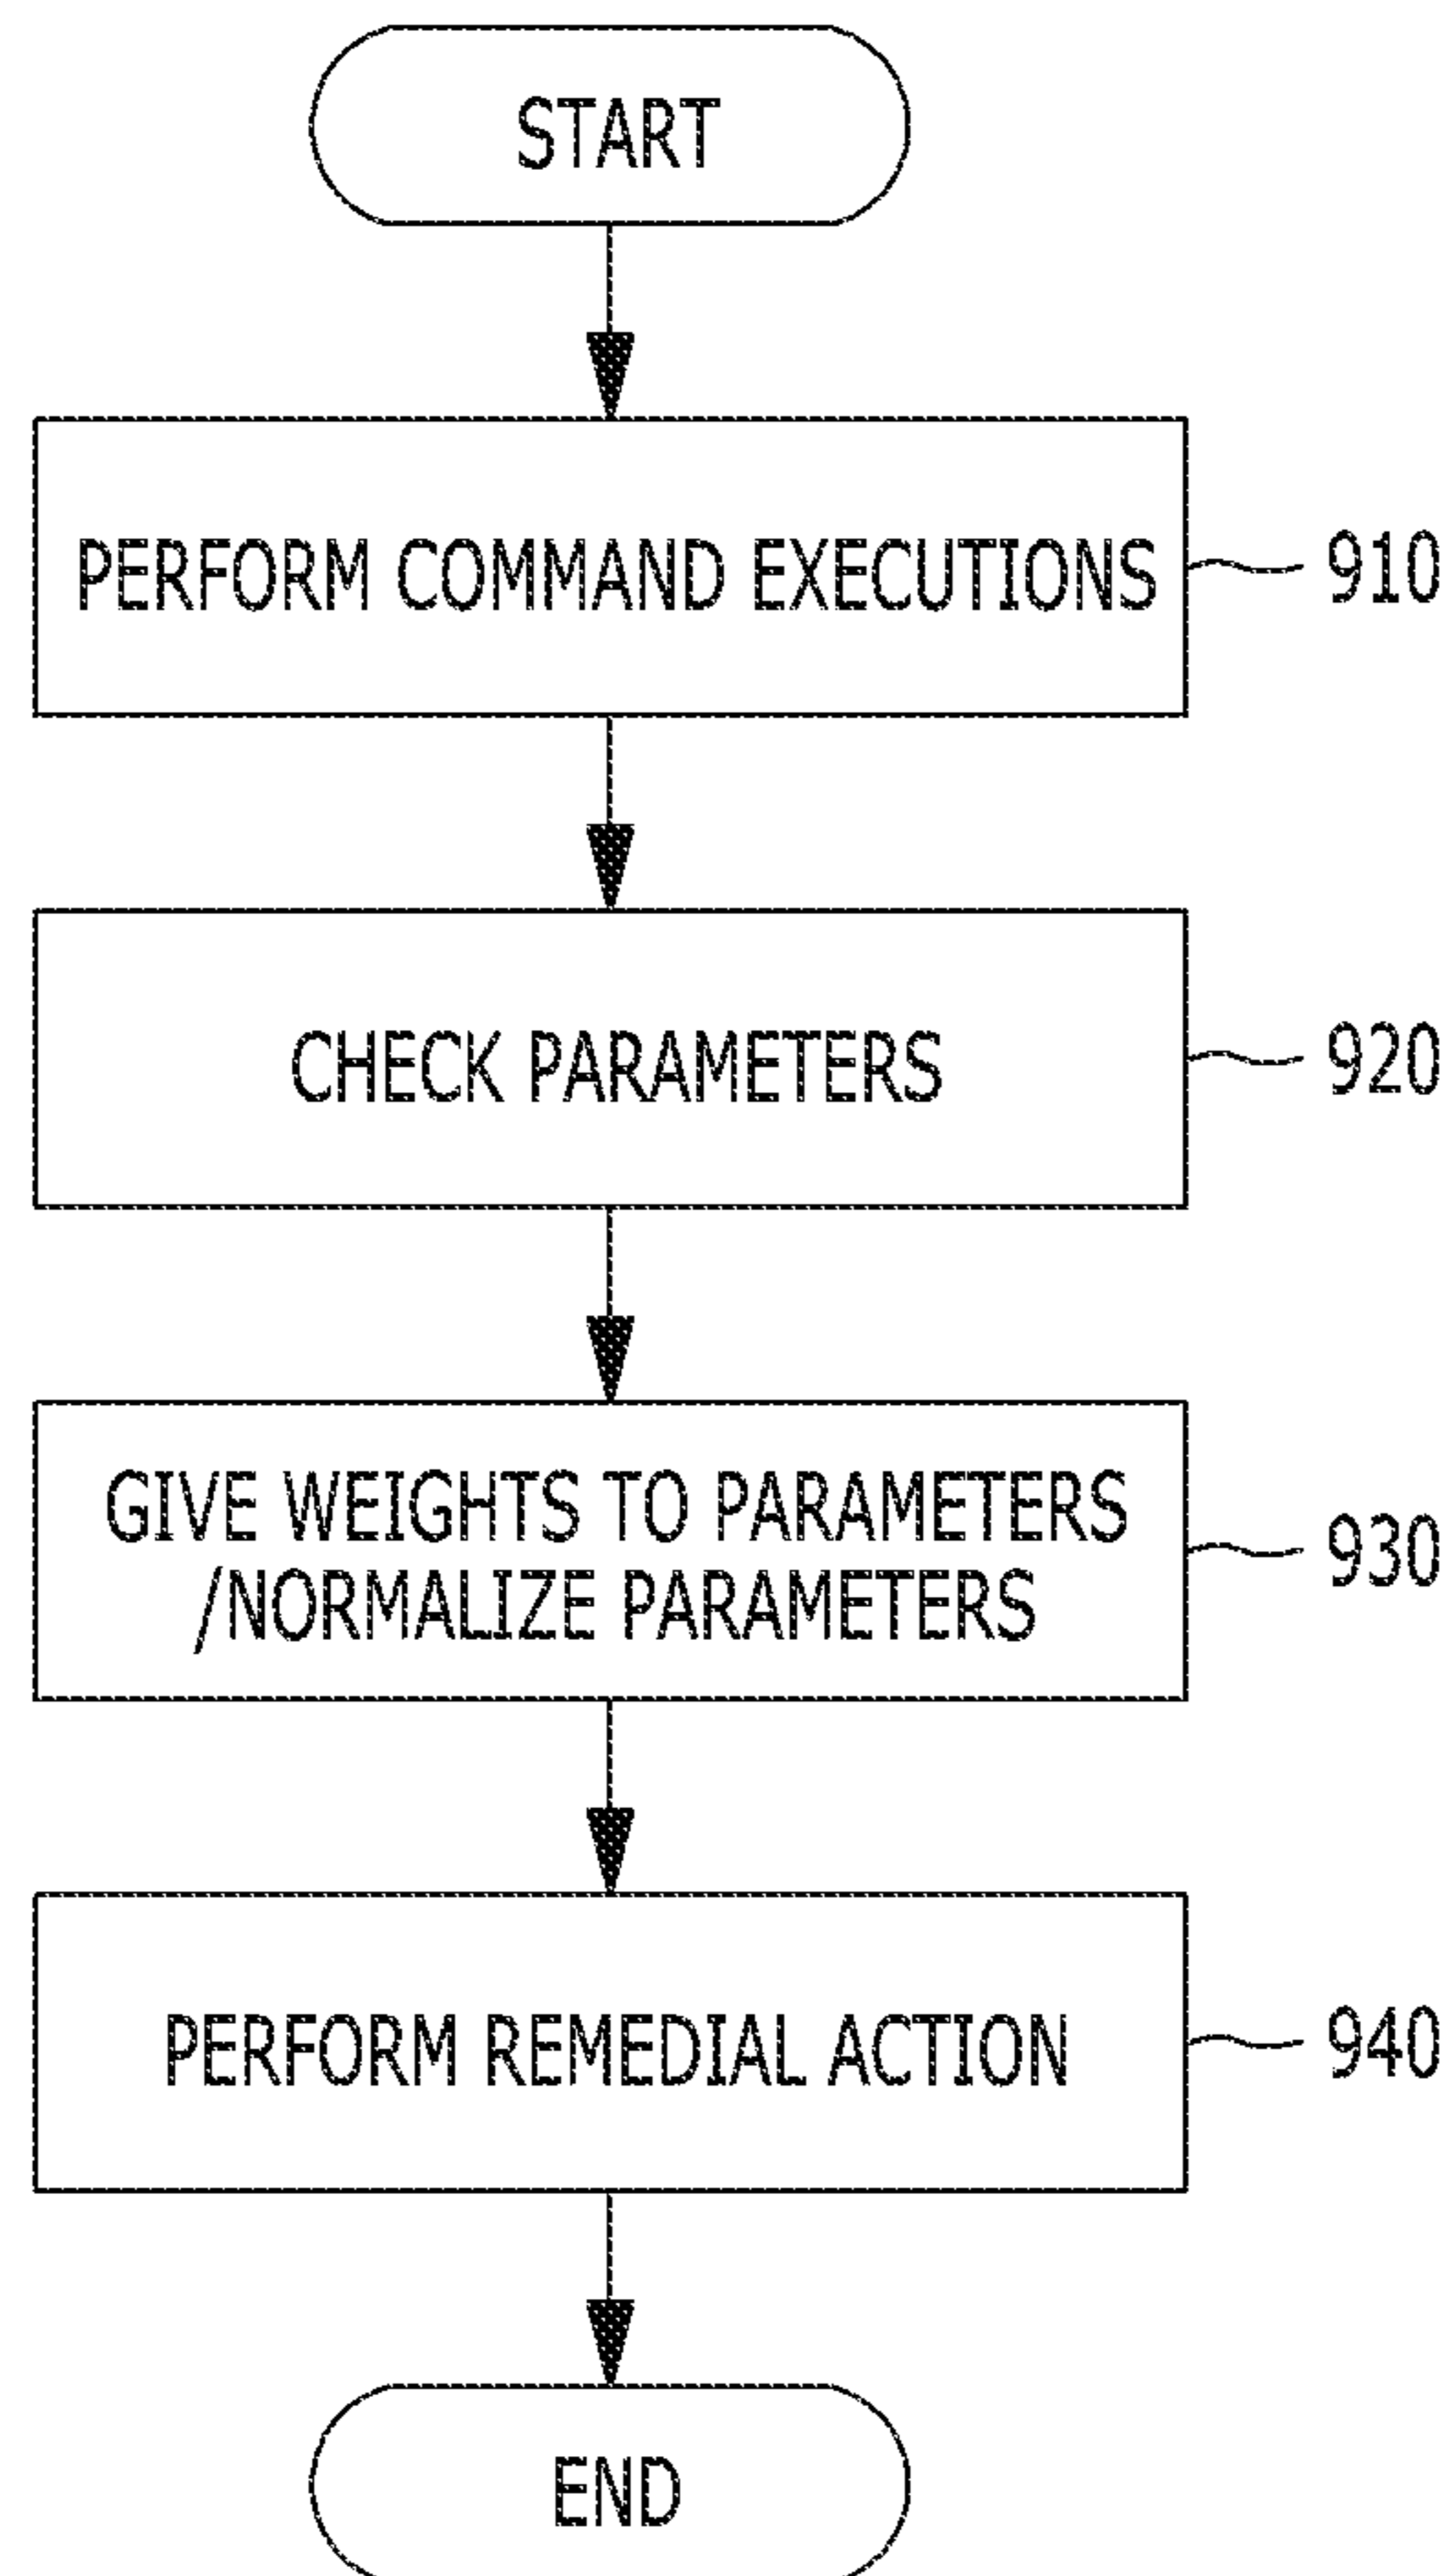 START
PERFORM COMMAND EXECUTIONS
910
CHECK PARAMETERS
920
GIVE WEIGHTS TO PARAMETERS
/NORMALIZE PARAMETERS
930
PERFORM REMEDIAL ACTION
940
END